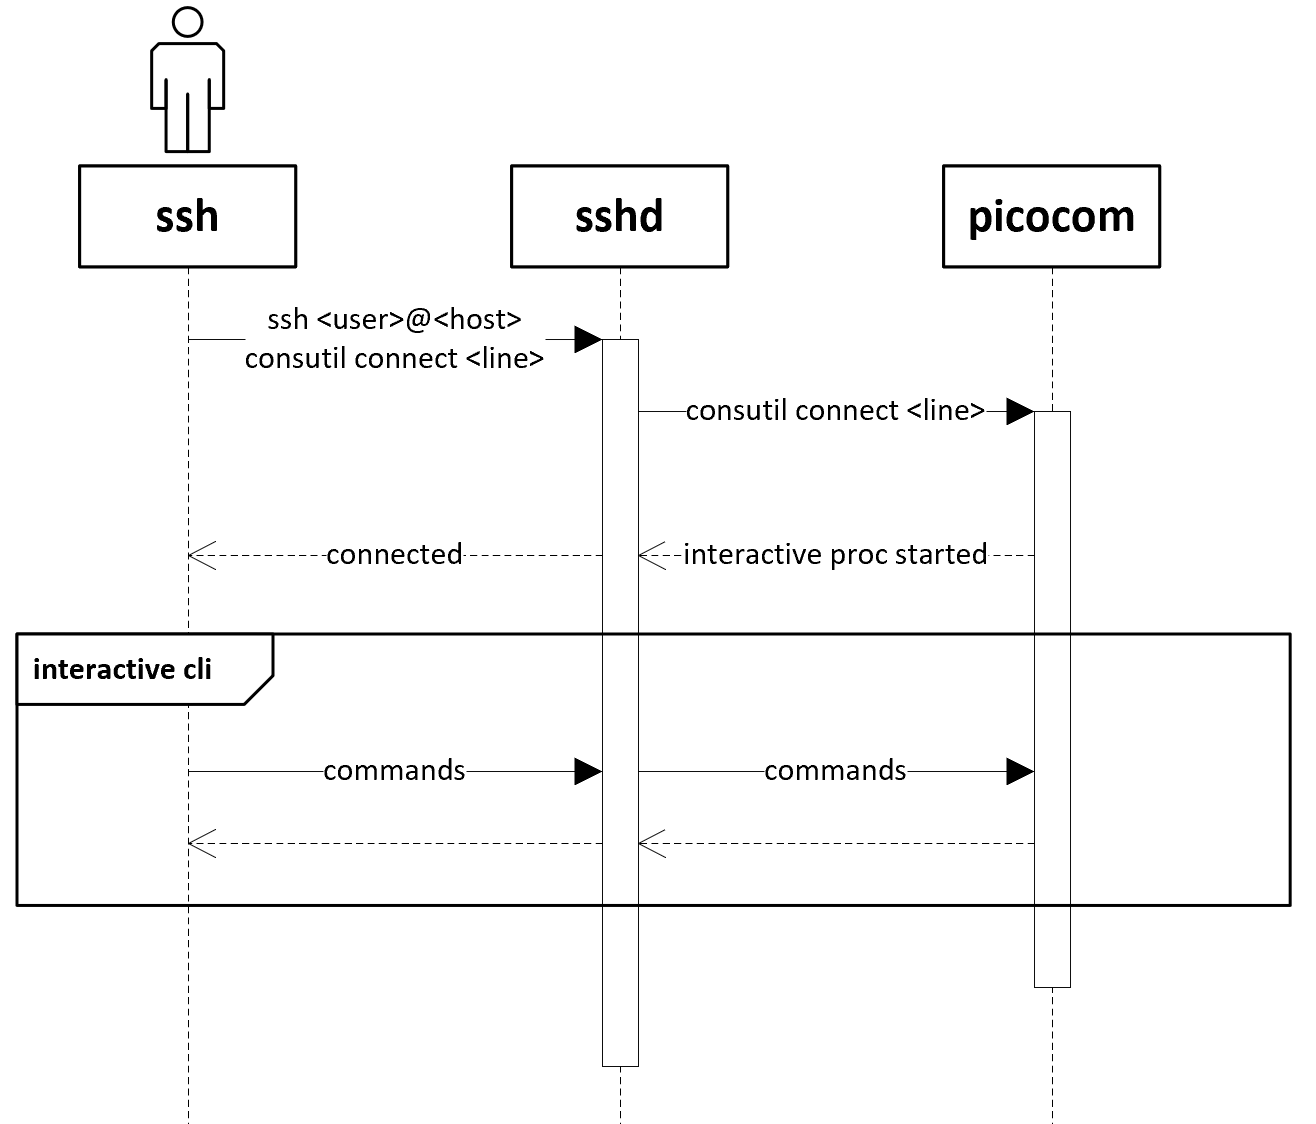 ssh
sshd
picocom
ssh <user>@<host>
consutil connect <line>
consutil connect <line>
connected
interactive proc started
interactive cli
commands
commands